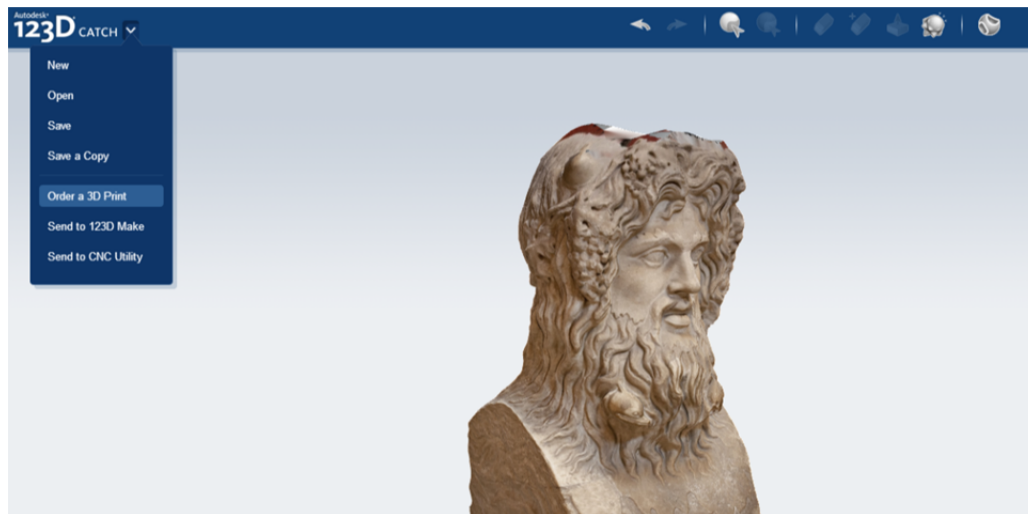 Autodesk®
123D CATCH
New
Open
Save
Save a Copy
Order a 3D Print
Send to 123D Make
Send to CNC Utility